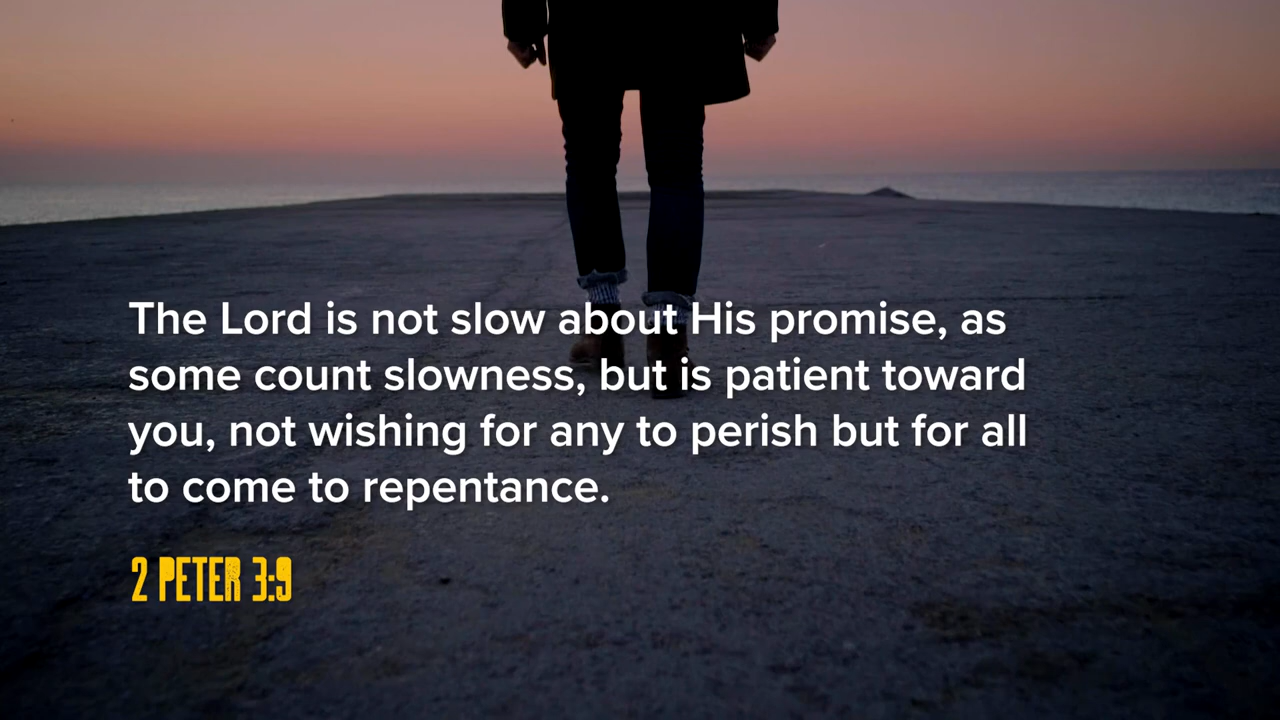 The Lord is not slow about His promise, as
some count slowness, but is patient toward
you, not wishing for any to perish but for all
to come to repentance.
2 PETER 3:9